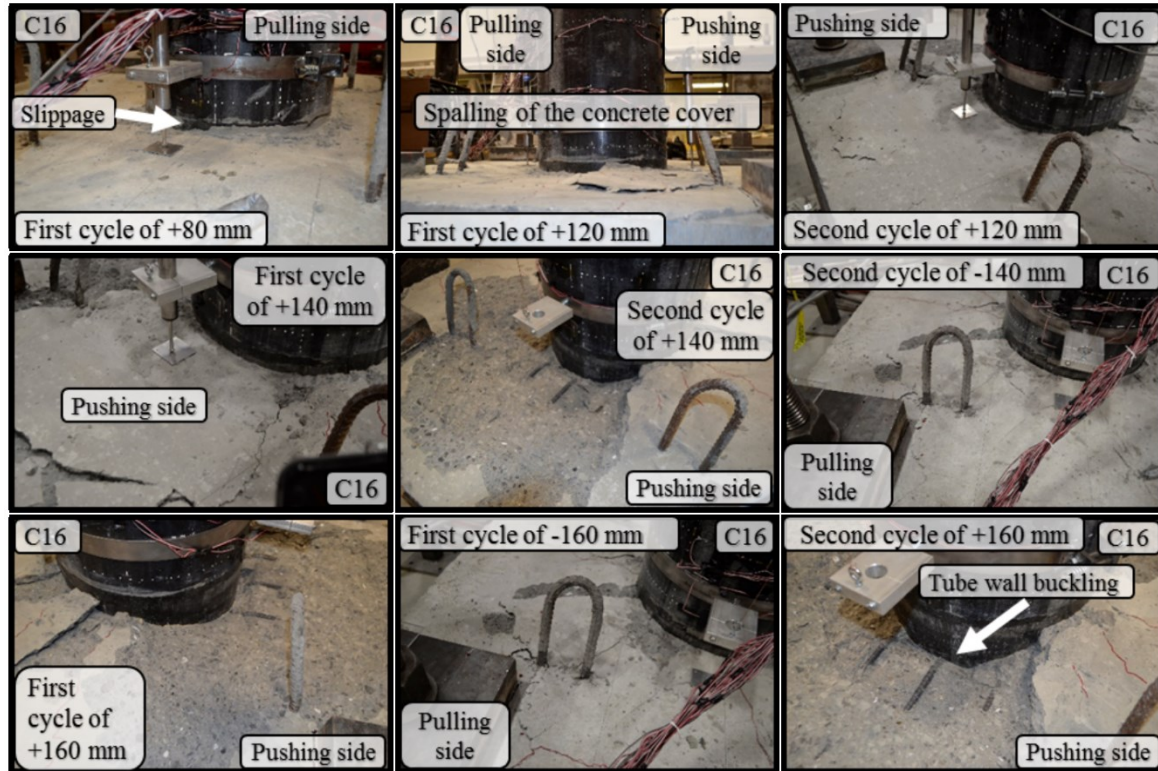 C16
Pulling side
Slippage
First cycle of +80 mm
C16
Pulling
side
Pushing
side
Spalling of the concrete cover
First cycle of +120 mm
Pushing side
C16
Second cycle of +120 mm
First cycle
of +140 mm
Pushing side
C16
C16
Second cycle
of +140 mm
Pushing side
Second cycle of -140 mm
C16
Pulling
side
C16
First
cycle of
+160 mm
Pushing side
First cycle of -160 mm
C16
Pulling
side
Second cycle of +160 mm
C16
Tube wall buckling
Pushing side